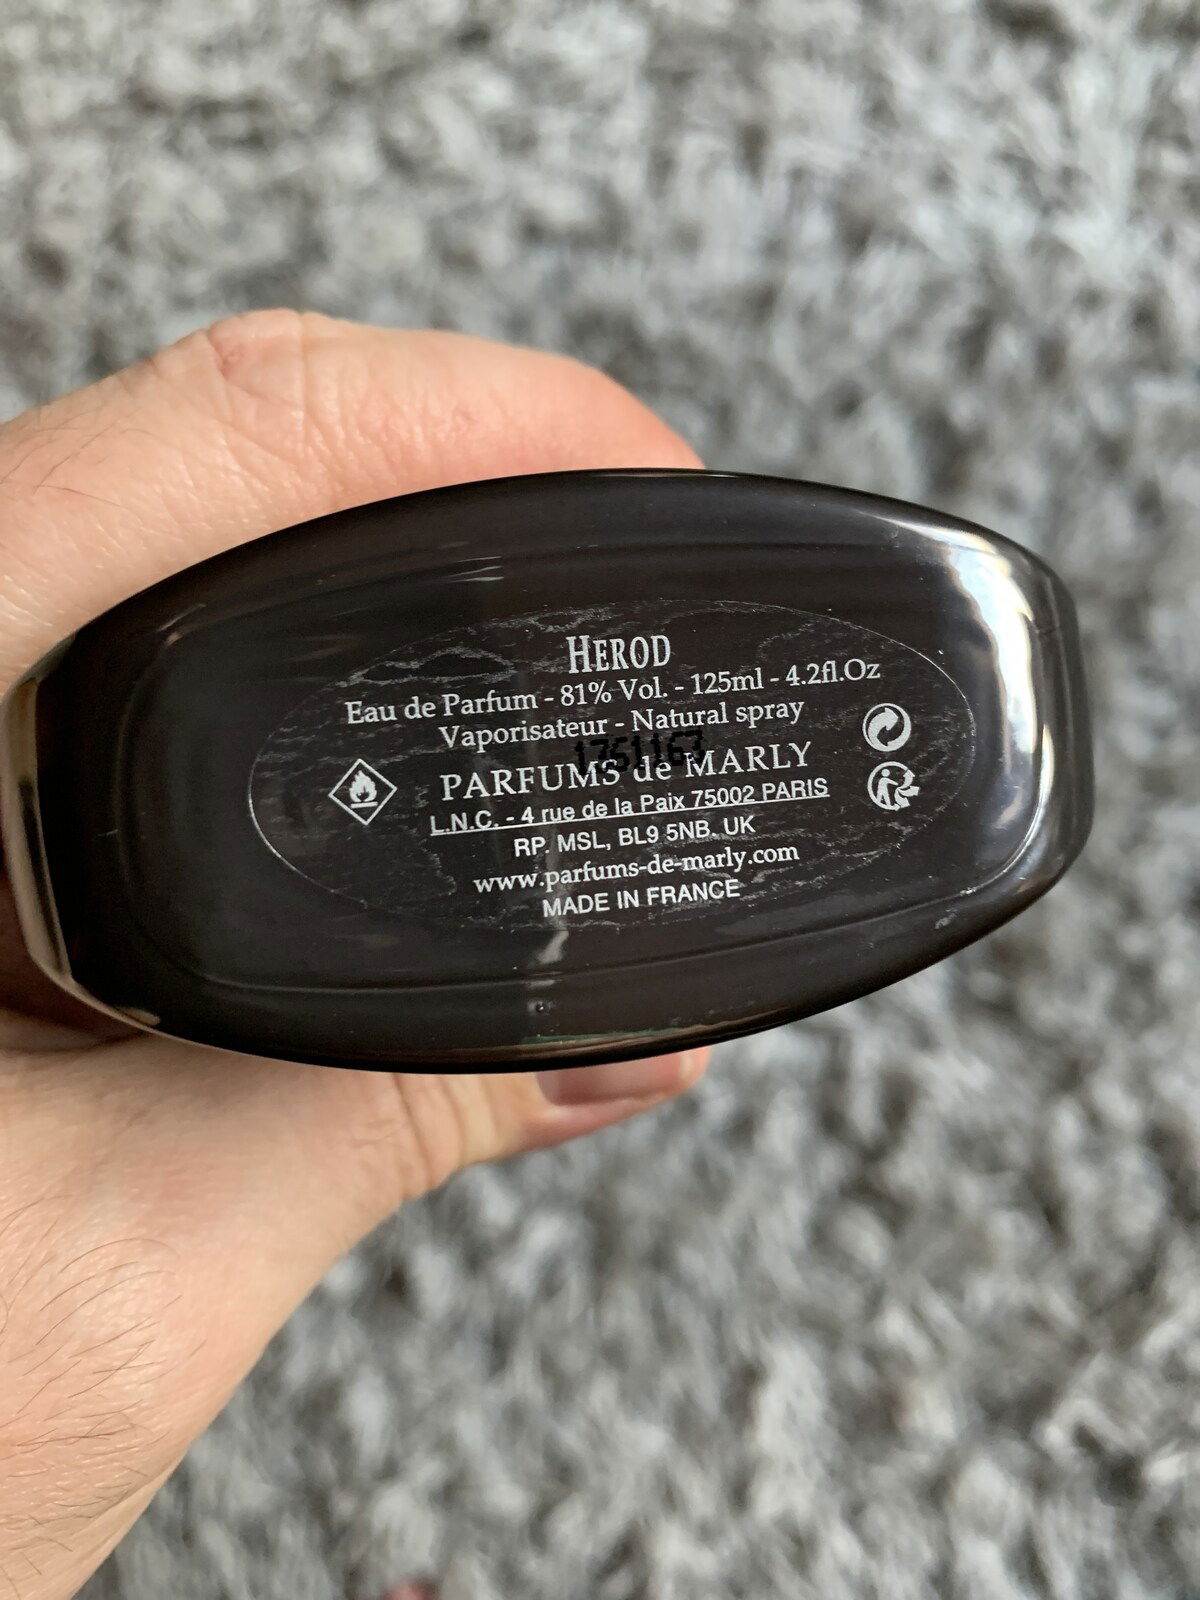 HEROD
Eau de Parfum - 81% Vol. - 125ml - 4.2fl.Oz
Vaporisateur - Natural spray
1751163
PARFUMS de MARLY
L.N.C. - 4 rue de la Paix 75002 PARIS
RP. MSL, BL9 5NB. UK
www.parfums-de-marly.com
MADE IN FRANCE